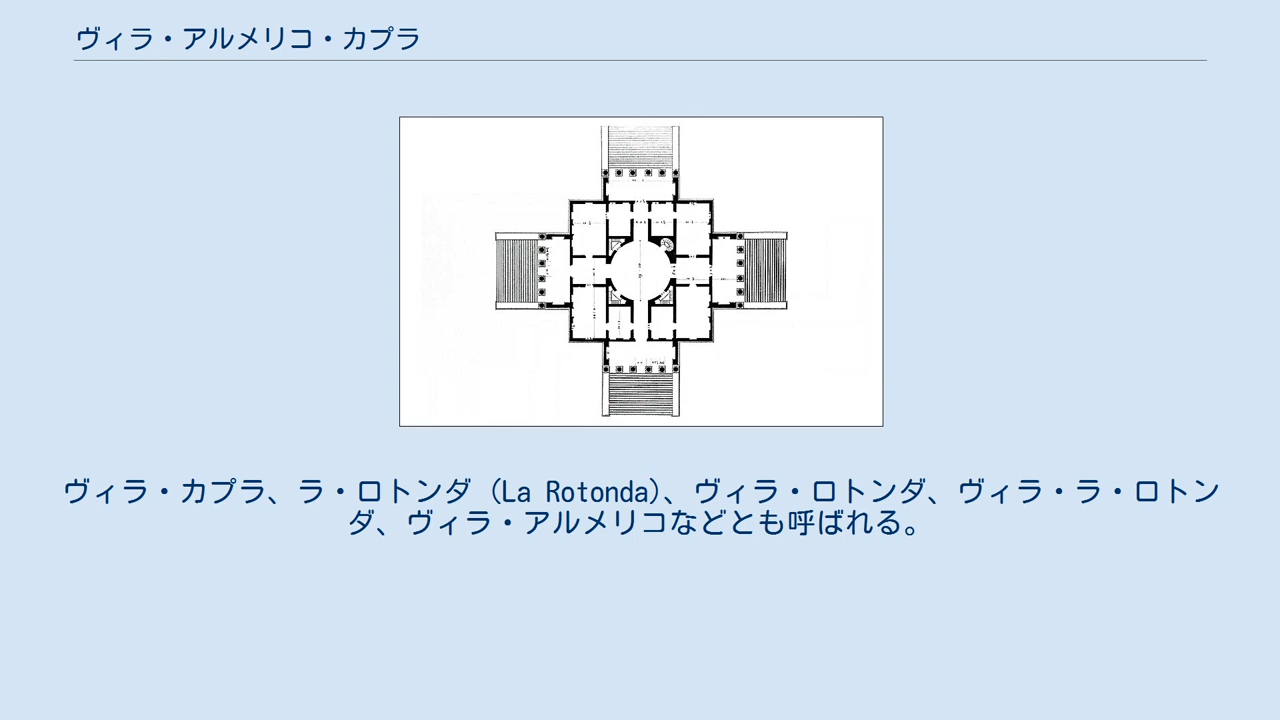 ヴィラ・アルメリコ・カプラ
ヴィラ・カプラ、ラ・ロトンダ (La Rotonda)、ヴィラ・ロトンダ、ヴィラ・ラ・ロトン
ダ、ヴィラ・アルメリコなどとも呼ばれる。